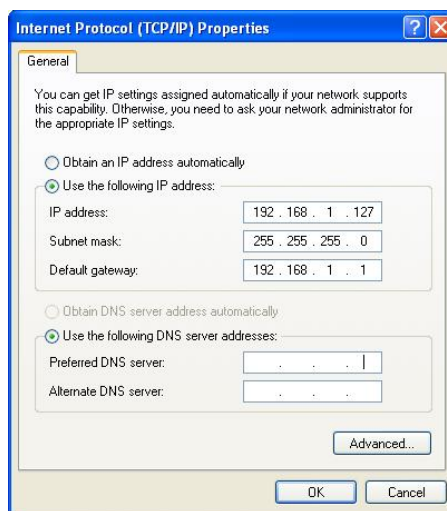 Internet Protocol (TCP/IP) Properties
General
You can get IP settings assigned automatically if your network supports
this capability. Otherwise, you need to ask your network administrator for
the appropriate IP settings.
Obtain an IP address automatically
Use the following IP address:
IP address: 192 . 168 . 1 . 127
Subnet mask: 255 . 255 . 255 . 0
Default gateway: 192 . 168 . 1 . 1
Obtain DNS server address automatically
Use the following DNS server addresses:
Preferred DNS server: . . .
Alternate DNS server: . . .
Advanced...
OK Cancel